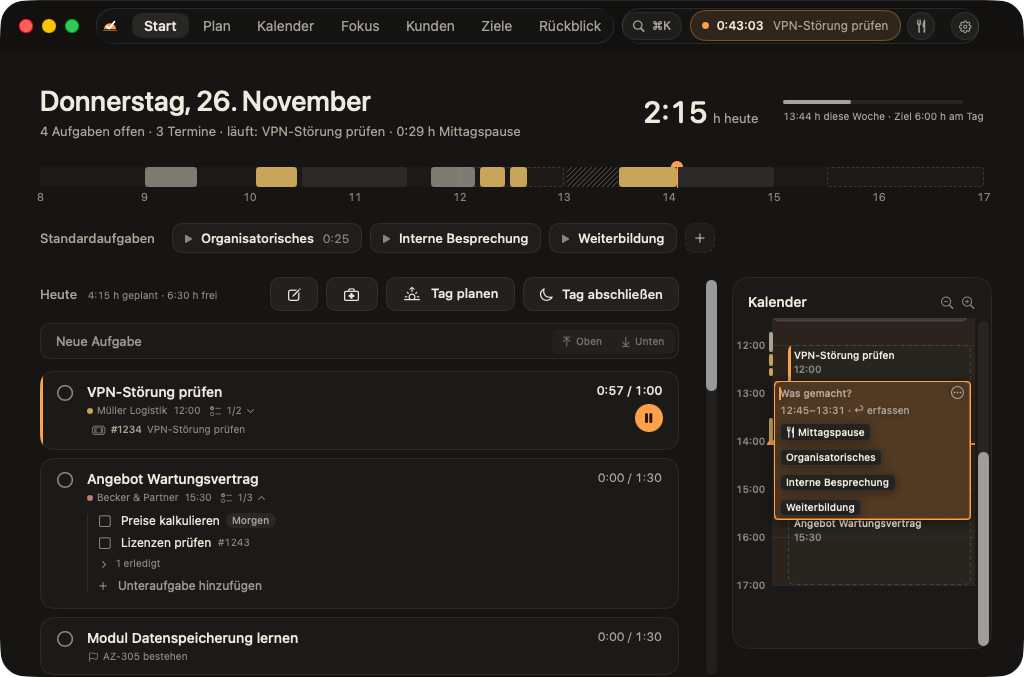 Start Plan Kalender Fokus Kunden Ziele Rückblick ⌘K 0:43:03 VPN-Störung prüfen
Donnerstag, 26. November
4 Aufgaben offen · 3 Termine · läuft: VPN-Störung prüfen · 0:29 h Mittagspause
2:15 h heute
13:44 h diese Woche · Ziel 6:00 h am Tag
8 9 10 11 12 13 14 15 16 17
Standardaufgaben Organisatorisches 0:25 Interne Besprechung Weiterbildung +
Heute 4:15 h geplant · 6:30 h frei Tag planen Tag abschließen
Neue Aufgabe Oben Unten
VPN-Störung prüfen 0:57 / 1:00
Müller Logistik 12:00 1/2
#1234 VPN-Störung prüfen
Angebot Wartungsvertrag 0:00 / 1:30
Becker & Partner 15:30 1/3
Preise kalkulieren Morgen
Lizenzen prüfen #1243
1 erledigt
+ Unteraufgabe hinzufügen
Modul Datenspeicherung lernen 0:00 / 1:30
AZ-305 bestehen
Kalender
12:00
VPN-Störung prüfen
12:00
13:00
Was gemacht?
12:45–13:31 · ↩ erfassen
Mittagspause
14:00
Organisatorisches
Interne Besprechung
15:00
Weiterbildung
Angebot Wartungsvertrag
16:00
15:30
17:00